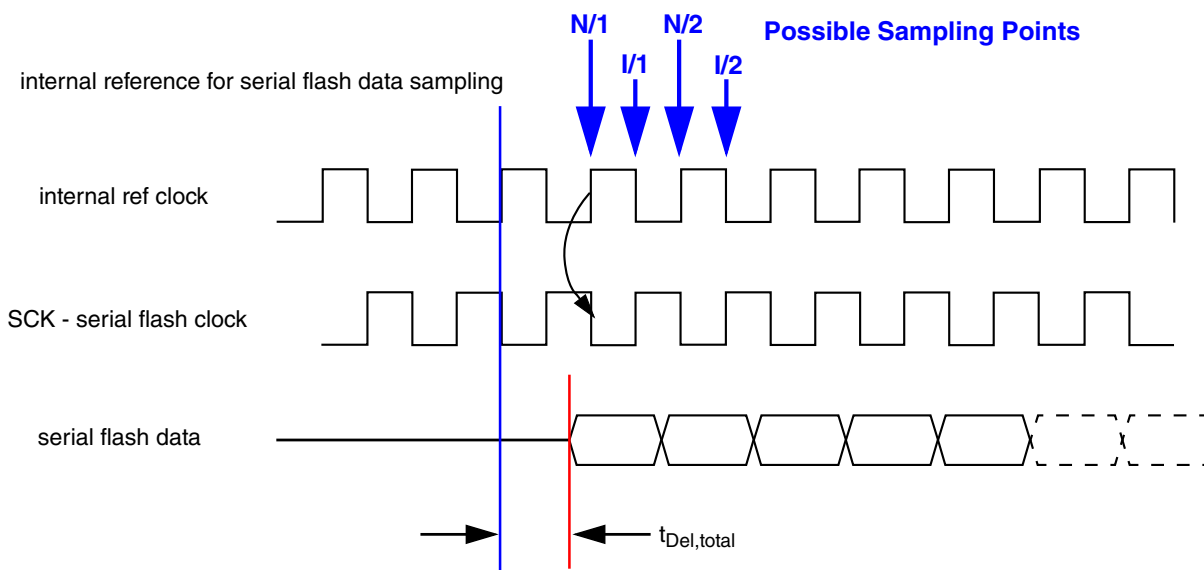 N/1
N/2
Possible Sampling Points
I/1
I/2
internal reference for serial flash data sampling
internal ref clock
SCK - serial flash clock
serial flash data
tDel,total